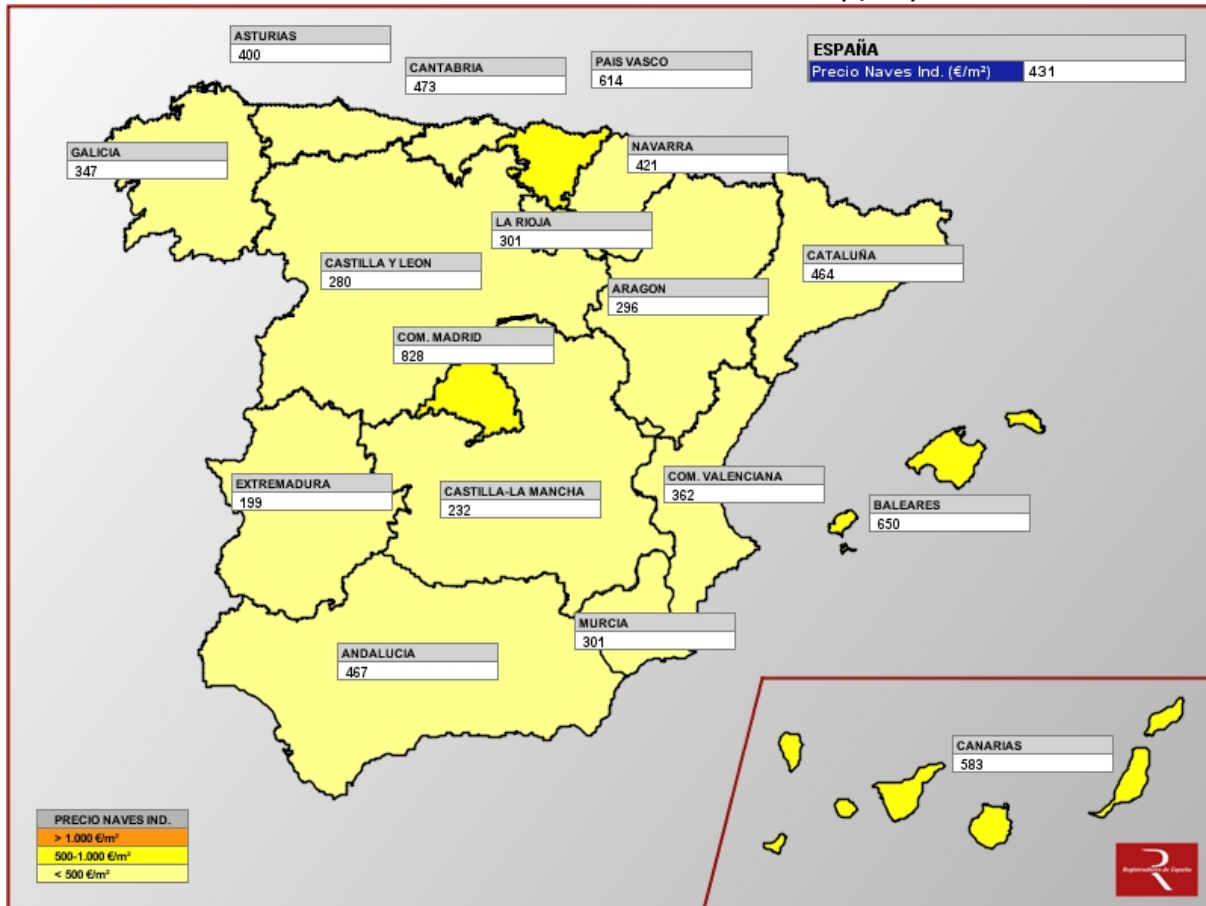 ASTURIAS
400
CANTABRIA
473
PAIS VASCO
614
ESPAÑA
Precio Naves Ind. (€/m²) 431
GALICIA
347
NAVARRA
421
LA RIOJA
301
CASTILLA Y LEON
280
CATALUÑA
464
ARAGON
296
COM. MADRID
828
EXTREMADURA
199
CASTILLA-LA MANCHA
232
COM. VALENCIANA
362
BALEARES
650
MURCIA
301
ANDALUCIA
467
CANARIAS
583
PRECIO NAVES IND.
> 1.000 €/m²
500-1.000 €/m²
< 500 €/m²
R
Registradores de España